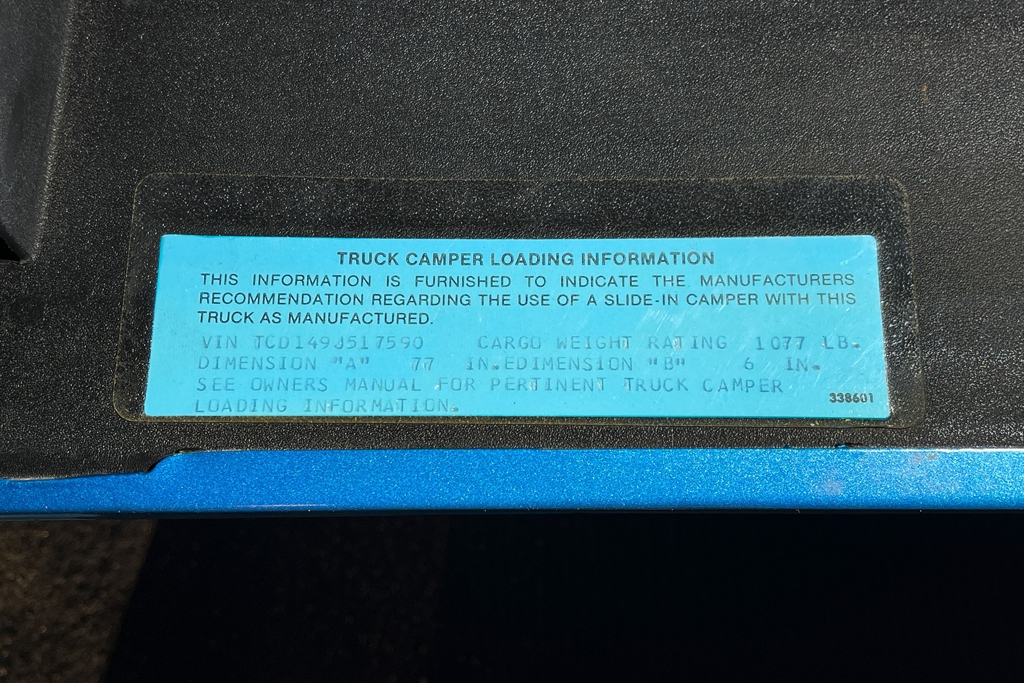 TRUCK CAMPER LOADING INFORMATION
THIS INFORMATION IS FURNISHED TO INDICATE THE MANUFACTURERS
RECOMMENDATION REGARDING THE USE OF A SLIDE-IN CAMPER WITH THIS
TRUCK AS MANUFACTURED.
VIN TCD149J517590 CARGO WEIGHT RATING 1077 LB.
DIMENSION "A" 77 IN.EDIMENSION "B" 6 IN.
SEE OWNERS MANUAL FOR PERTINENT TRUCK CAMPER
LOADING INFORMATION.
338601